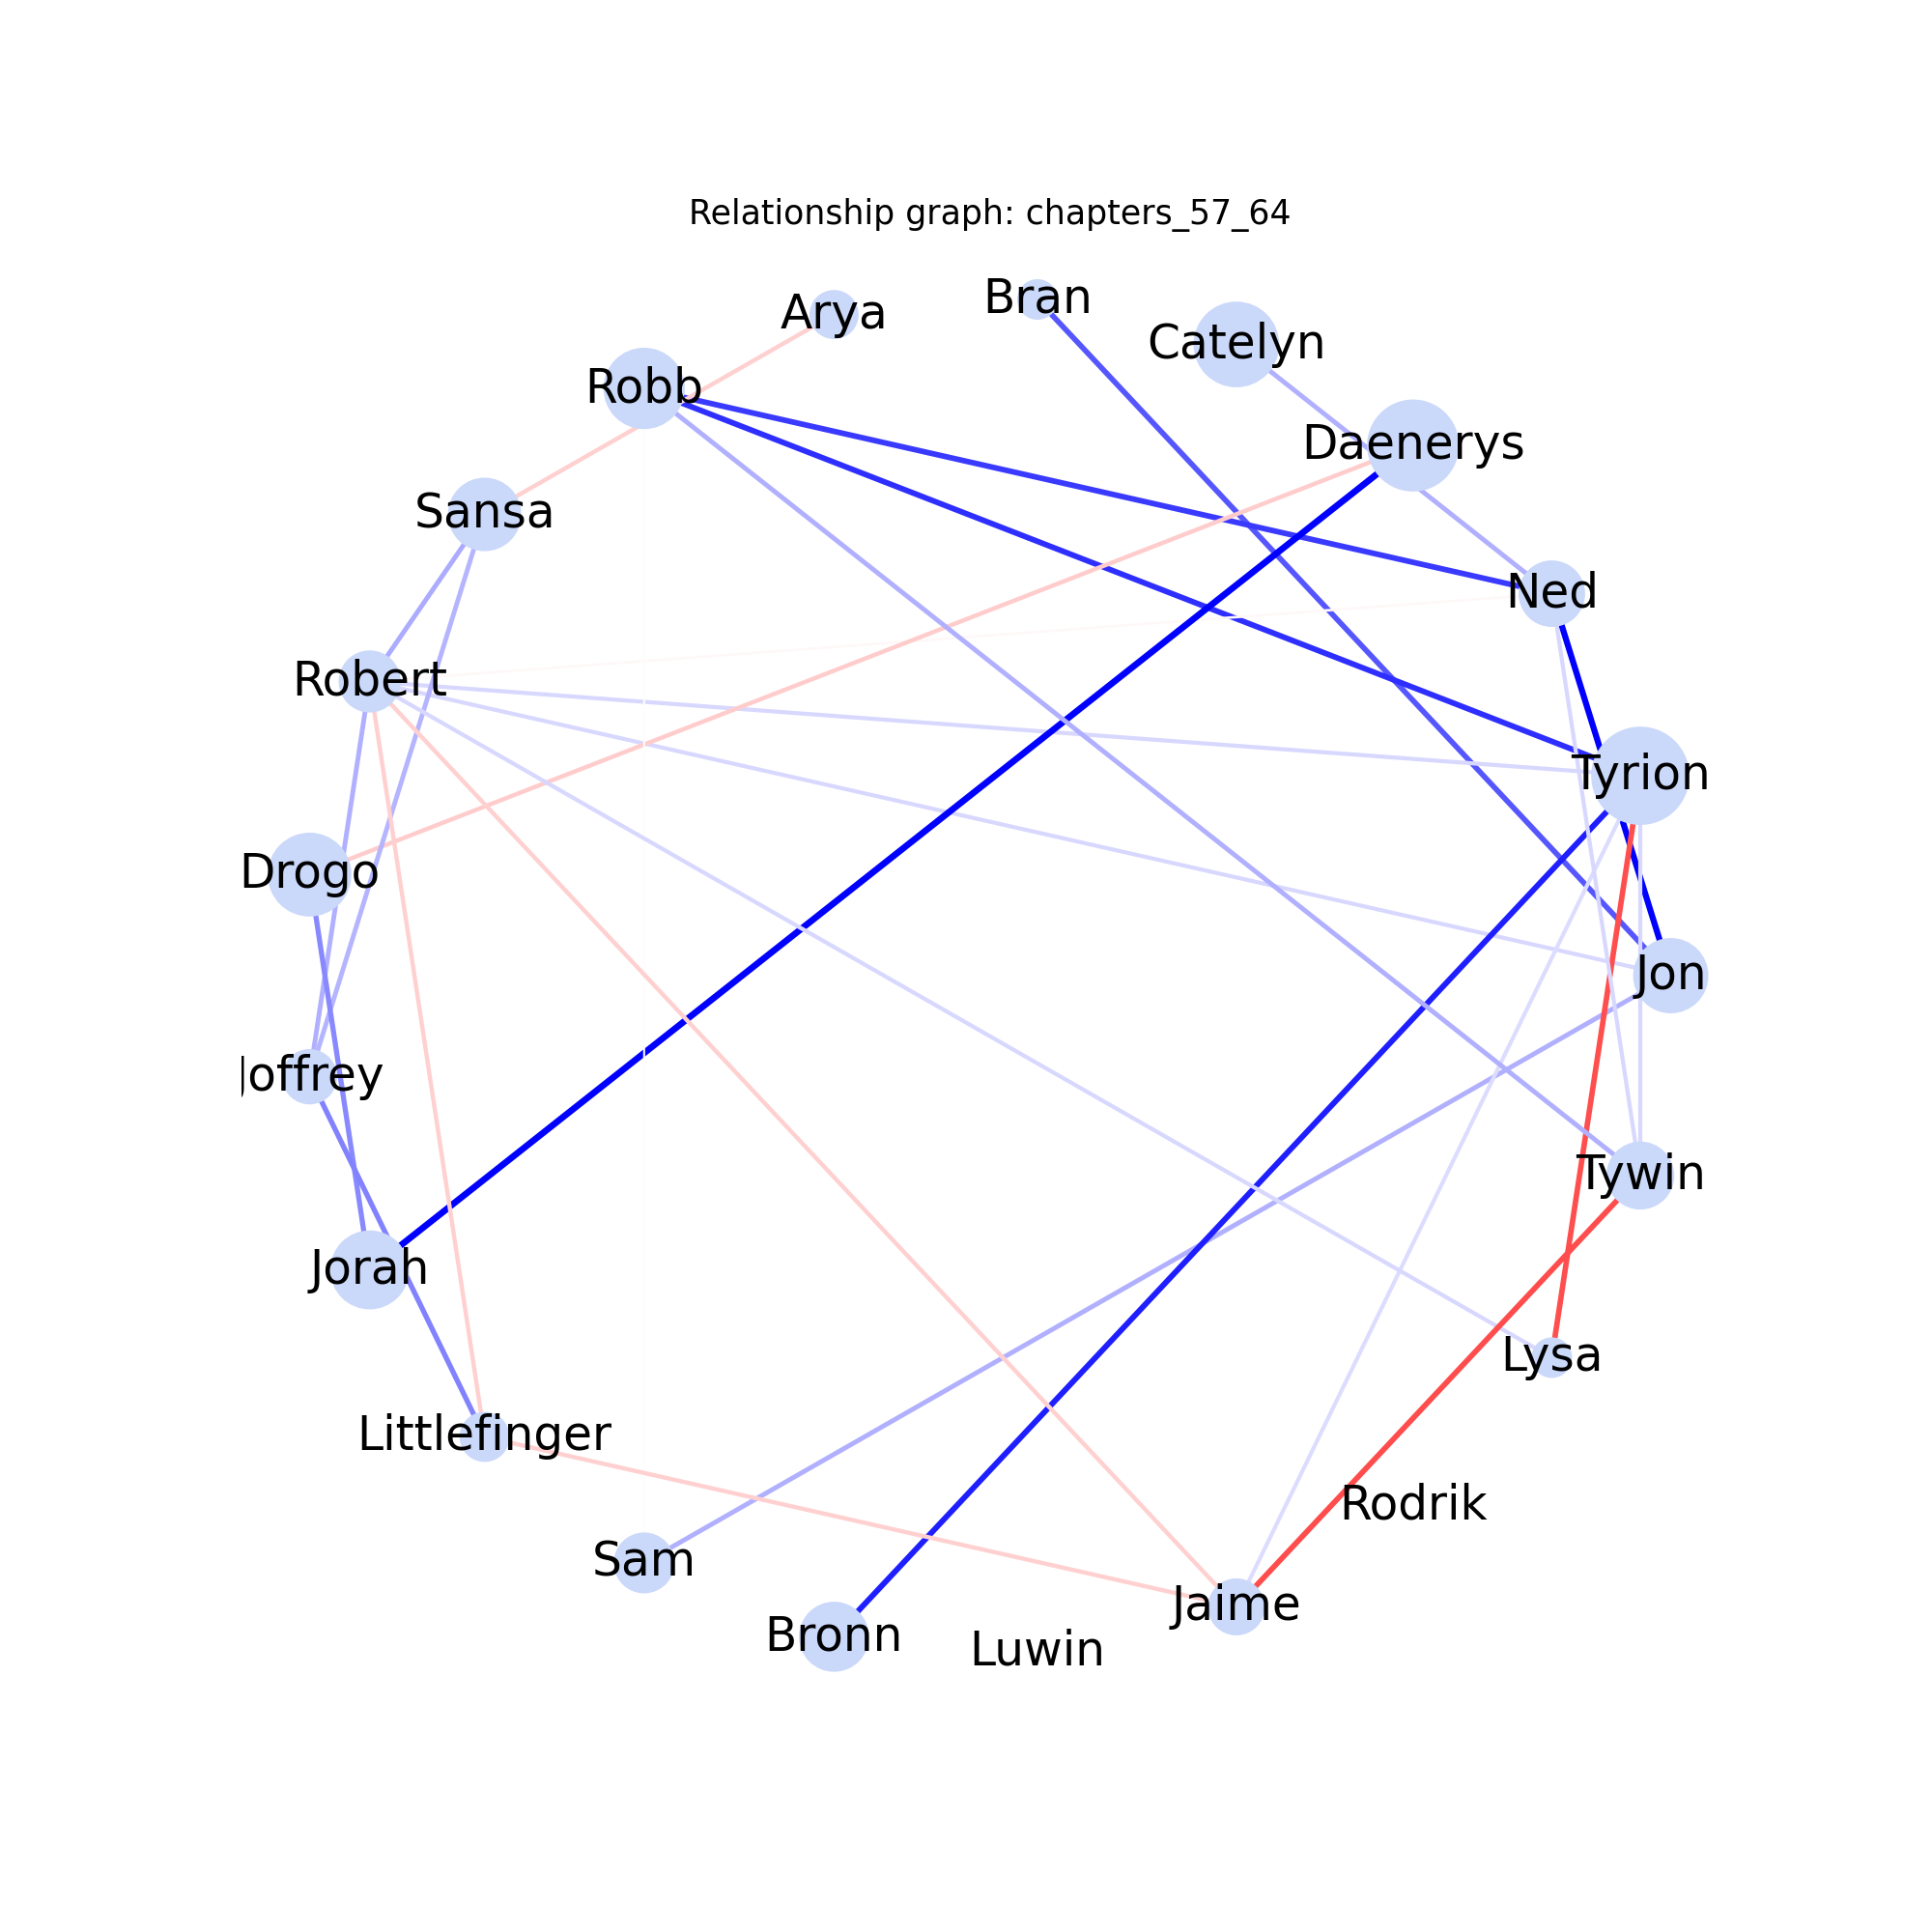 Relationship graph: chapters_57_64
Bran
Arya
Catelyn
Robb
Daenerys
Sansa
Ned
Robert
Tyrion
Drogo
Jon
Joffrey
Tywin
Jorah
Lysa
Littlefinger
Rodrik
Sam
Jaime
Bronn
Luwin